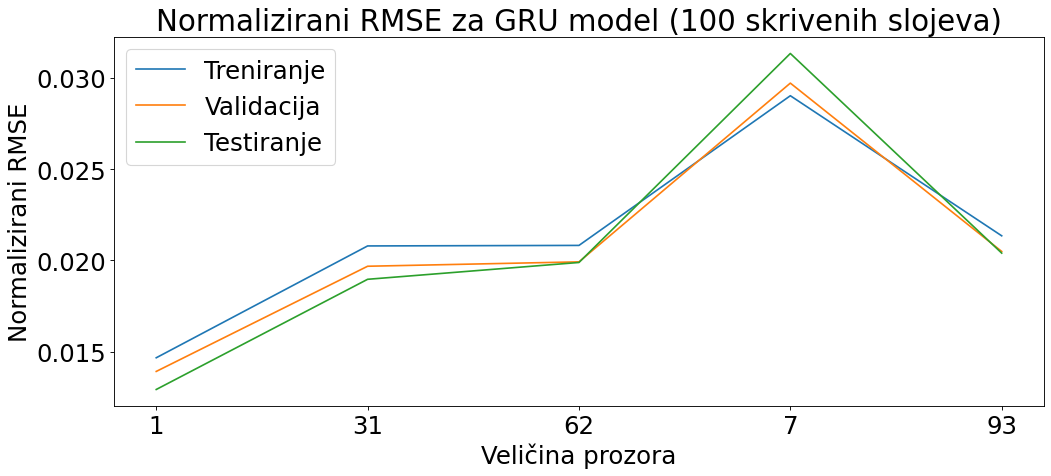 Normalizirani RMSE za GRU model (100 skrivenih slojeva)
Treniranje
Validacija
Testiranje
Normalizirani RMSE
0.030
0.025
0.020
0.015
1 31 62 7 93
Veličina prozora